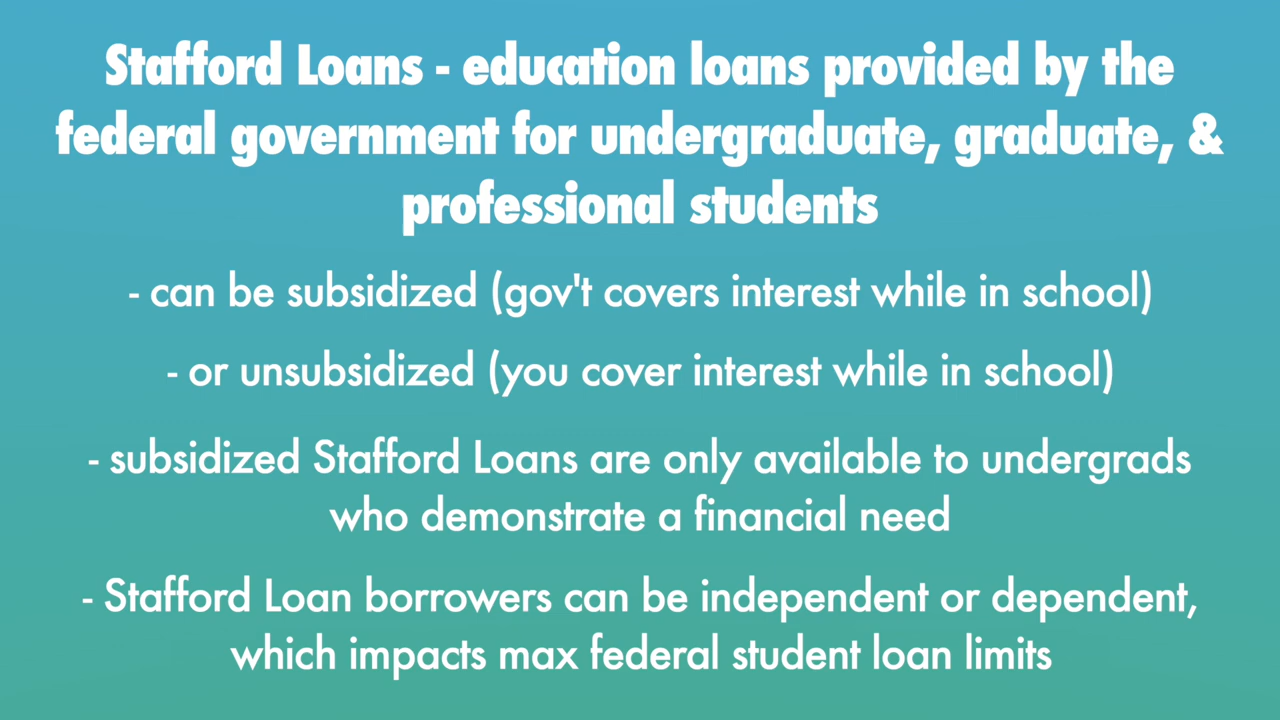 Stafford Loans - education loans provided by the
federal government for undergraduate, graduate, &
professional students
- can be subsidized (gov't covers interest while in school)
- or unsubsidized (you cover interest while in school)
- subsidized Stafford Loans are only available to undergrads
who demonstrate a financial need
- Stafford Loan borrowers can be independent or dependent,
which impacts max federal student loan limits